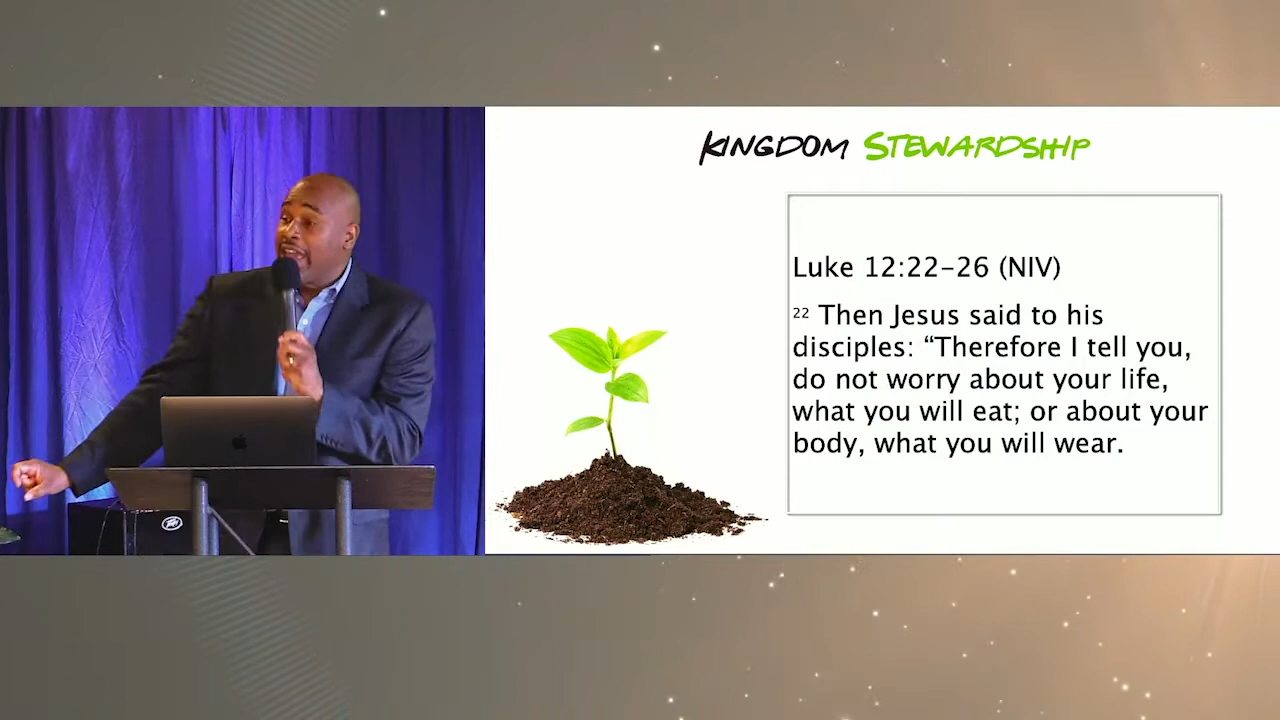 KINGDOM STEWARDSHIP
Luke 12:22-26 (NIV)
22 Then Jesus said to his
disciples: “Therefore I tell you,
do not worry about your life,
what you will eat; or about your
body, what you will wear.